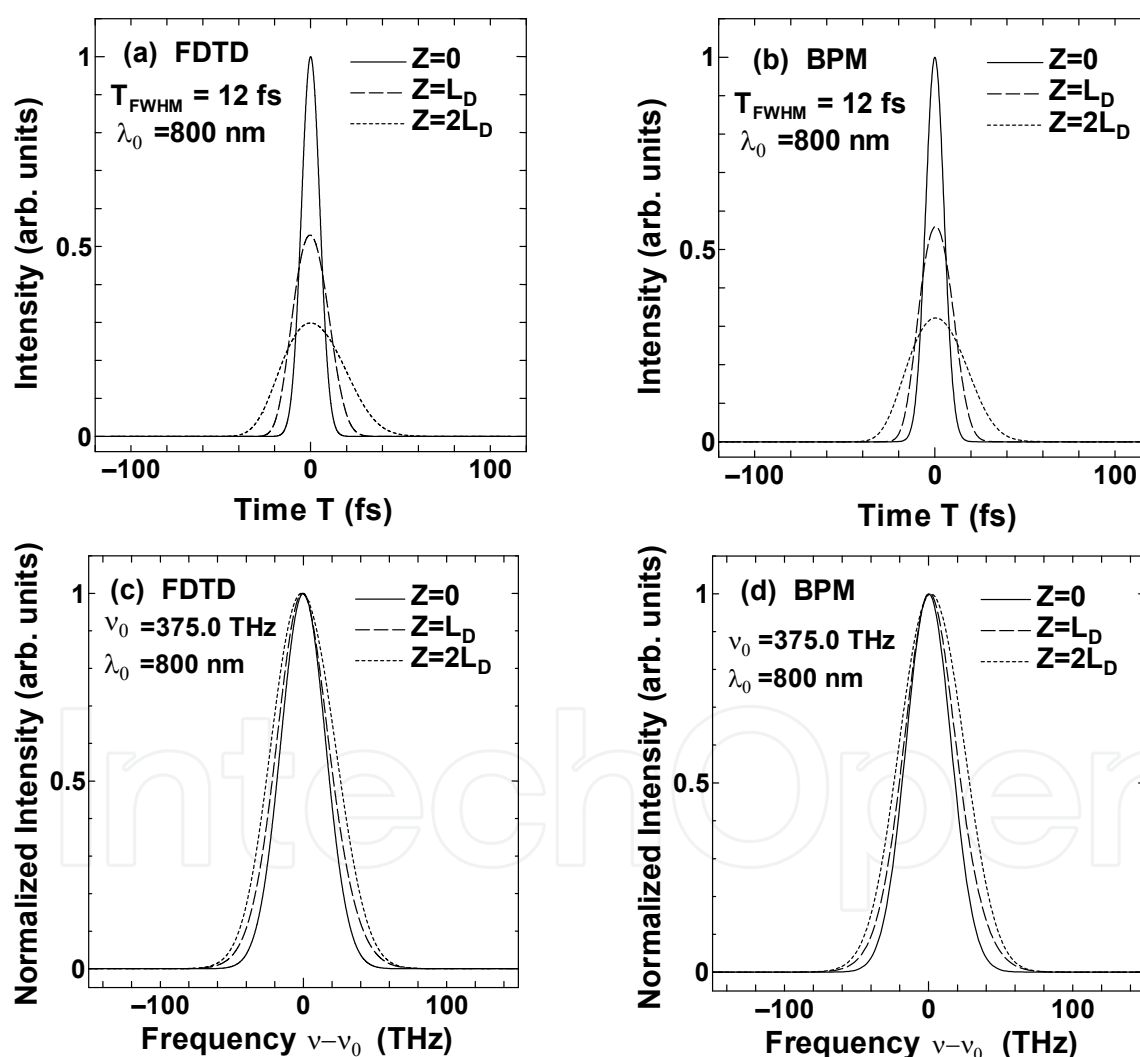 (a) FDTD
T_FWHM = 12 fs
λ₀ =800 nm
Z=0
Z=L_D
Z=2L_D
1
0.5
0
Intensity (arb. units)
−100 0 100
Time T (fs)
(b) BPM
T_FWHM = 12 fs
λ₀ =800 nm
Z=0
Z=L_D
Z=2L_D
1
0.5
0
Intensity (arb. units)
−100 0 100
Time T (fs)
(c) FDTD
ν₀ =375.0 THz
λ₀ =800 nm
Z=0
Z=L_D
Z=2L_D
1
0.5
0
Normalized Intensity (arb. units)
−100 0 100
Frequency ν−ν₀ (THz)
(d) BPM
ν₀ =375.0 THz
λ₀ =800 nm
Z=0
Z=L_D
Z=2L_D
1
0.5
0
Normalized Intensity (arb. units)
−100 0 100
Frequency ν−ν₀ (THz)
IntechOpen